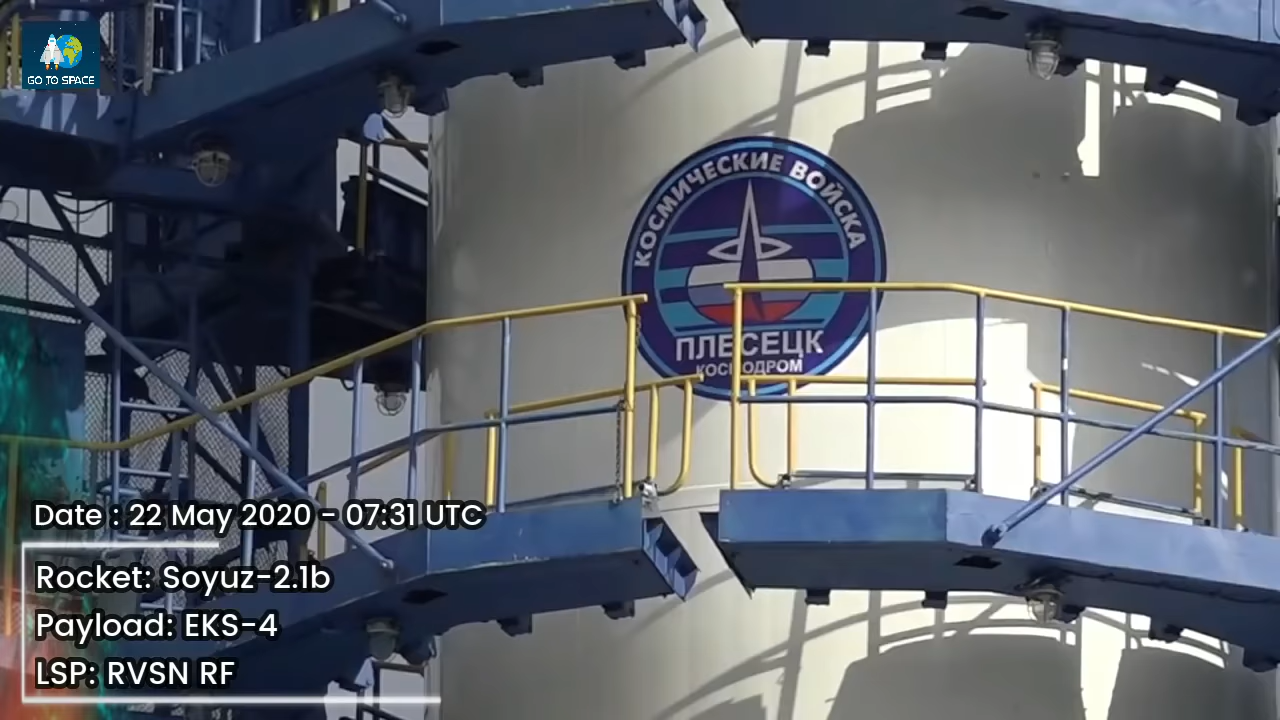 GO TO SPACE
КОСМИЧЕСКИЕ ВОЙСКА
ПЛЕСЕЦК
КОСМОДРОМ
Date : 22 May 2020 - 07:31 UTC
Rocket: Soyuz-2.1b
Payload: EKS-4
LSP: RVSN RF